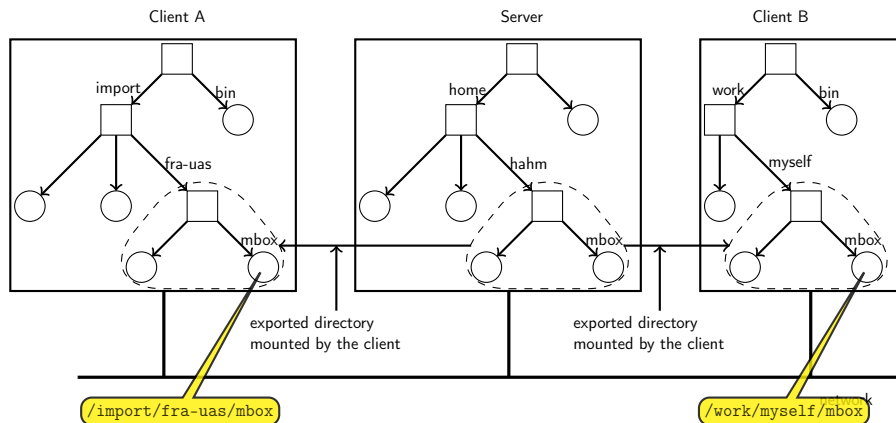 Client A
Server
Client B
import
bin
home
work
bin
fra-uas
hahm
myself
mbox
mbox
mbox
exported directory
mounted by the client
exported directory
mounted by the client
network
/import/fra-uas/mbox
/work/myself/mbox